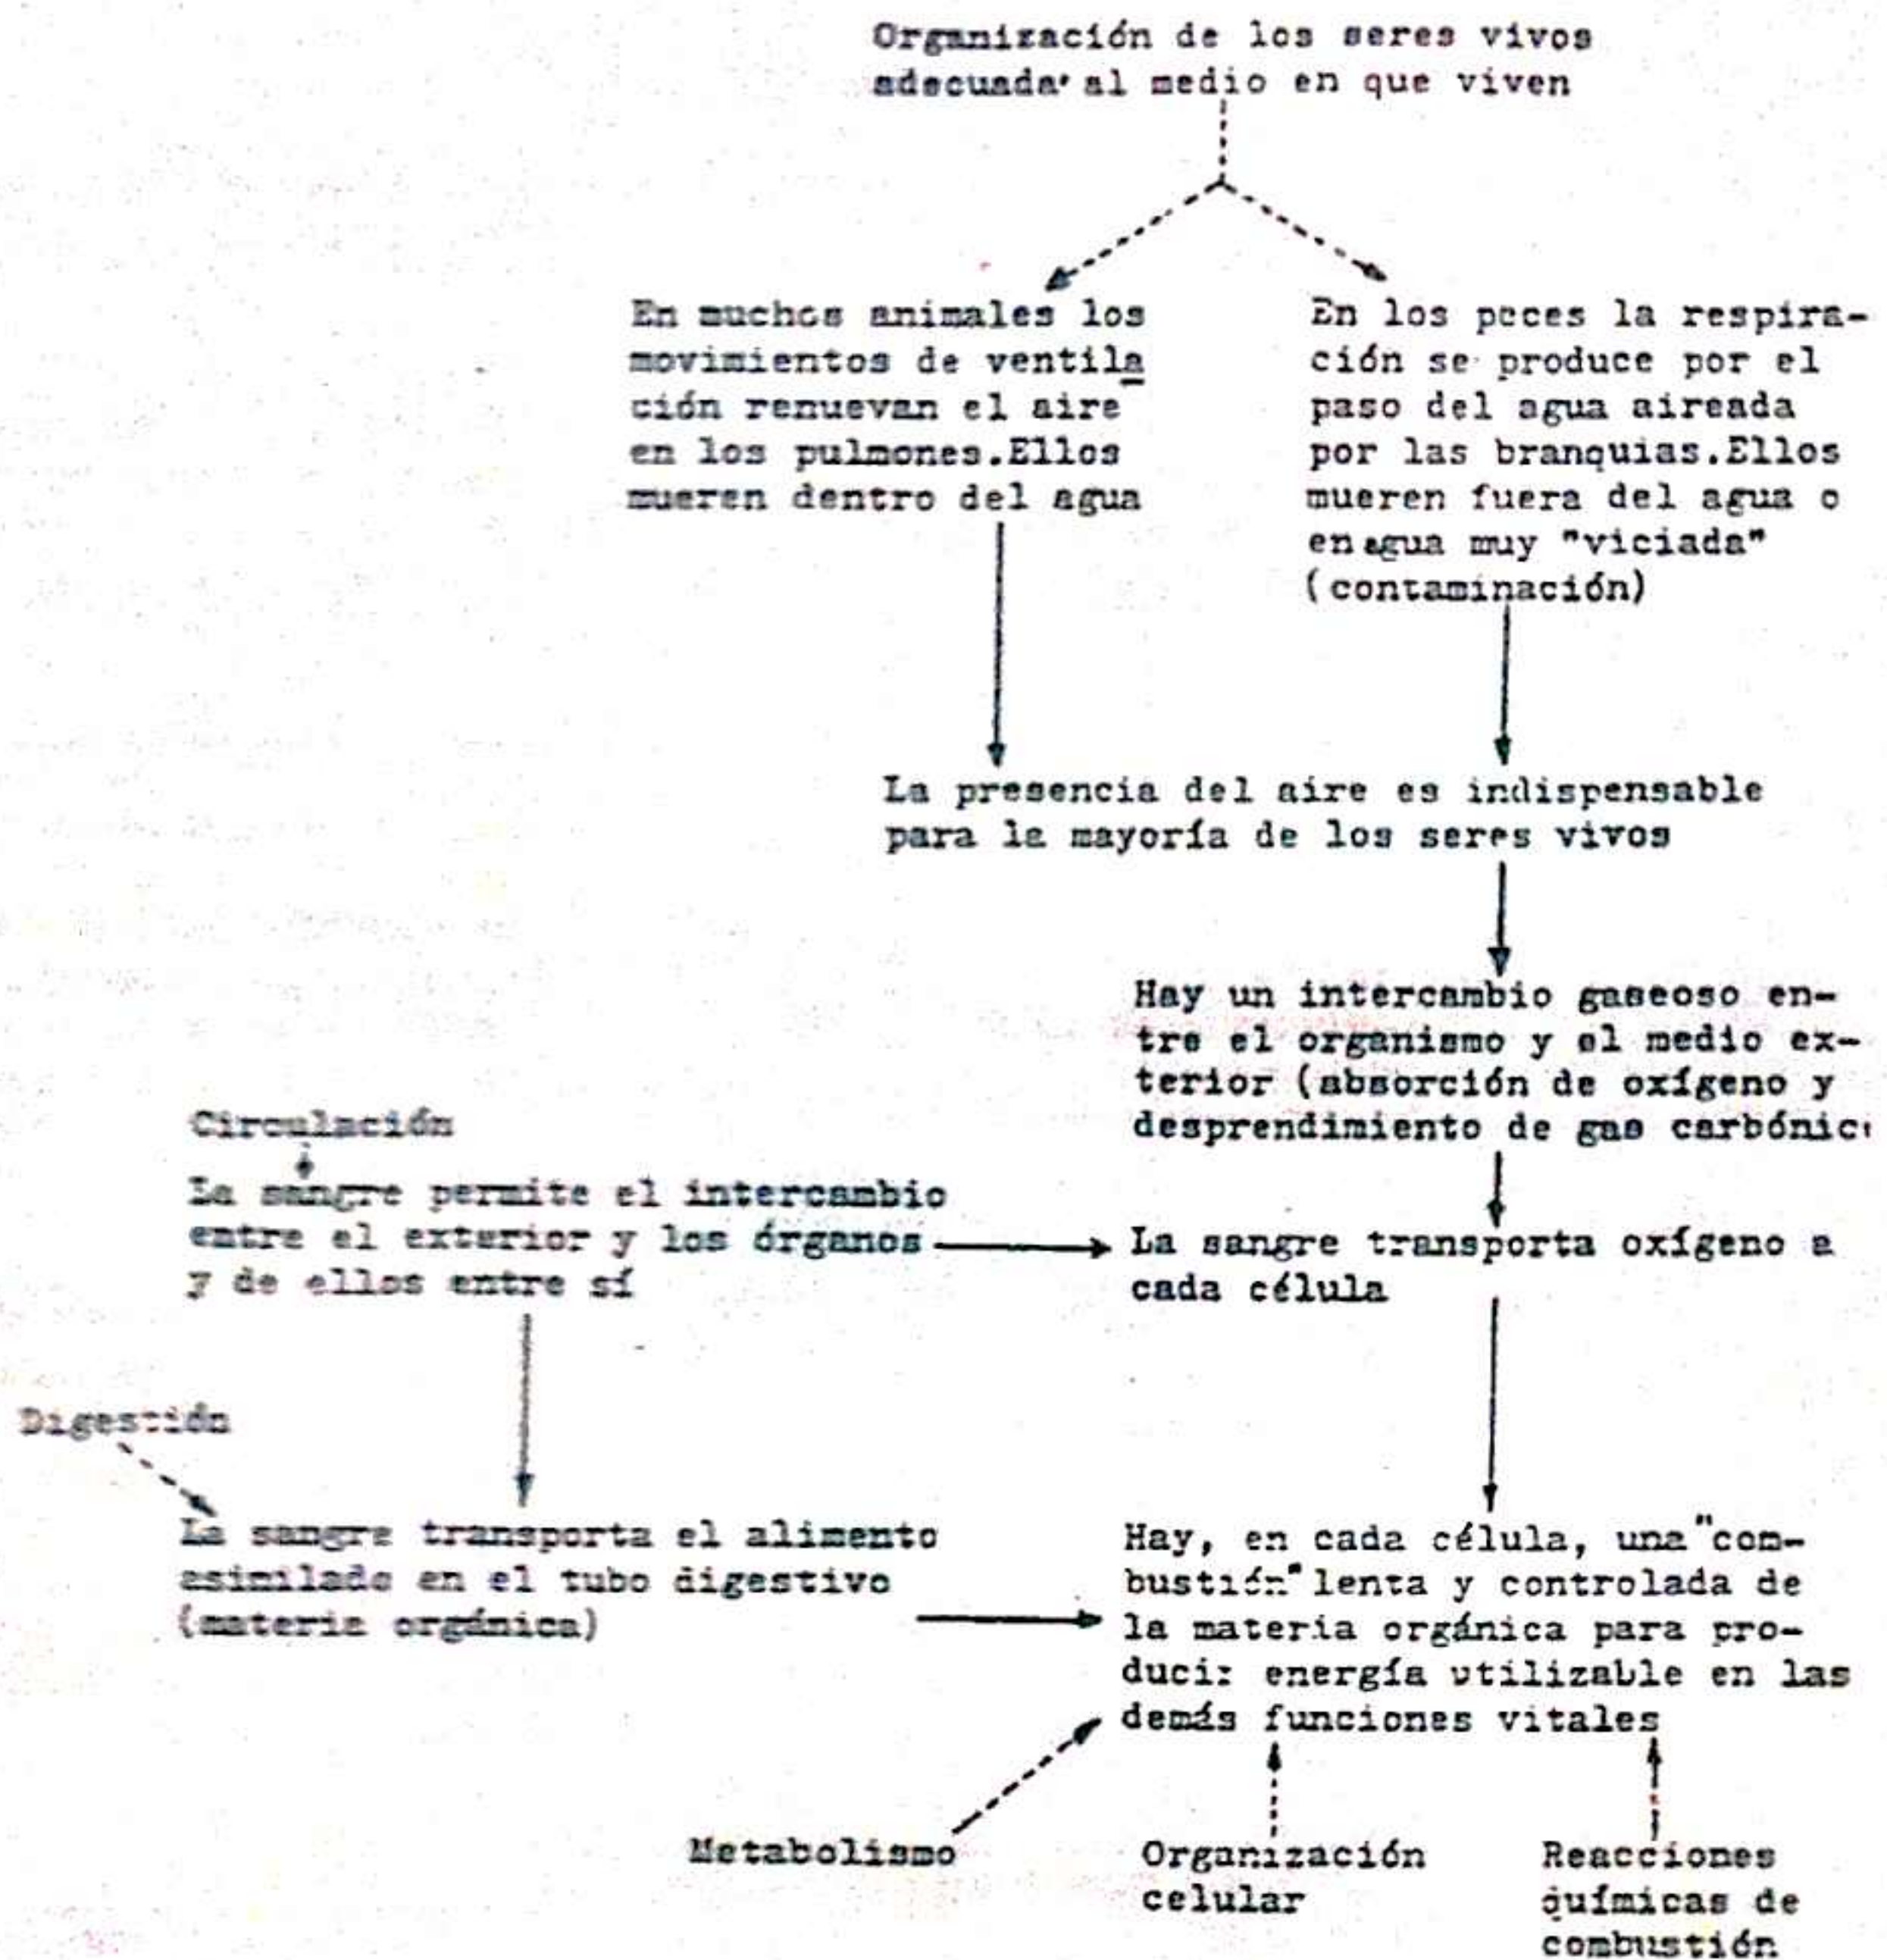 Organización de los seres vivos
adecuada al medio en que viven
En muchos animales los
movimientos de ventila
ción renuevan el aire
en los pulmones.Ellos
mueren dentro del agua
En los peces la respira-
ción se produce por el
paso del agua aireada
por las branquias.Ellos
mueren fuera del agua o
en agua muy "viciada"
(contaminación)
La presencia del aire es indispensable
para la mayoría de los seres vivos
Hay un intercambio gaseoso en-
tre el organismo y el medio ex-
terior (absorción de oxígeno y
desprendimiento de gas carbónic
Circulación
La sangre permite el intercambio
entre el exterior y los órganos
y de ellos entre sí
La sangre transporta oxígeno a
cada célula
Digestión
La sangre transporta el alimento
asimilado en el tubo digestivo
(materia orgánica)
Hay, en cada célula, una "com-
bustión" lenta y controlada de
la materia orgánica para pro-
ducir energía utilizable en las
demás funciones vitales
Metabolismo
Organización
celular
Reacciones
químicas de
combustión